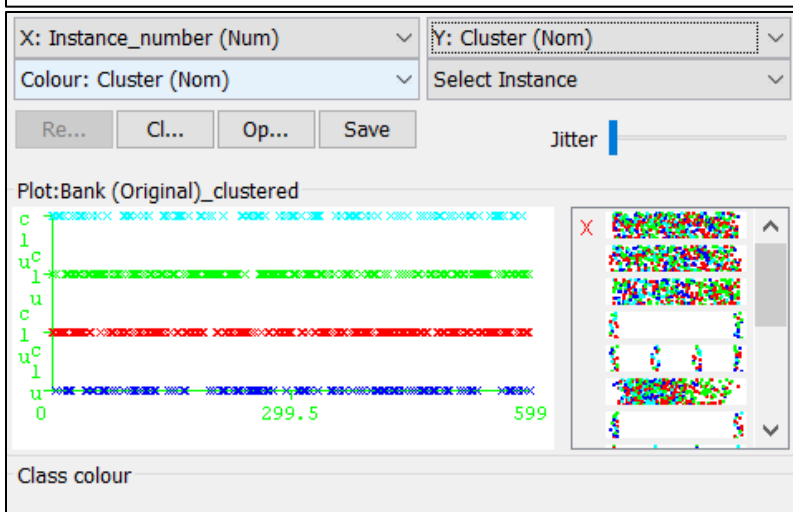 X: Instance_number (Num)
Y: Cluster (Nom)
Colour: Cluster (Nom)
Select Instance
Re...
Cl...
Op...
Save
Jitter
Plot:Bank (Original)_clustered
c
l
u
c
l
u
c
l
u
c
l
u
0
299.5
599
X
Class colour